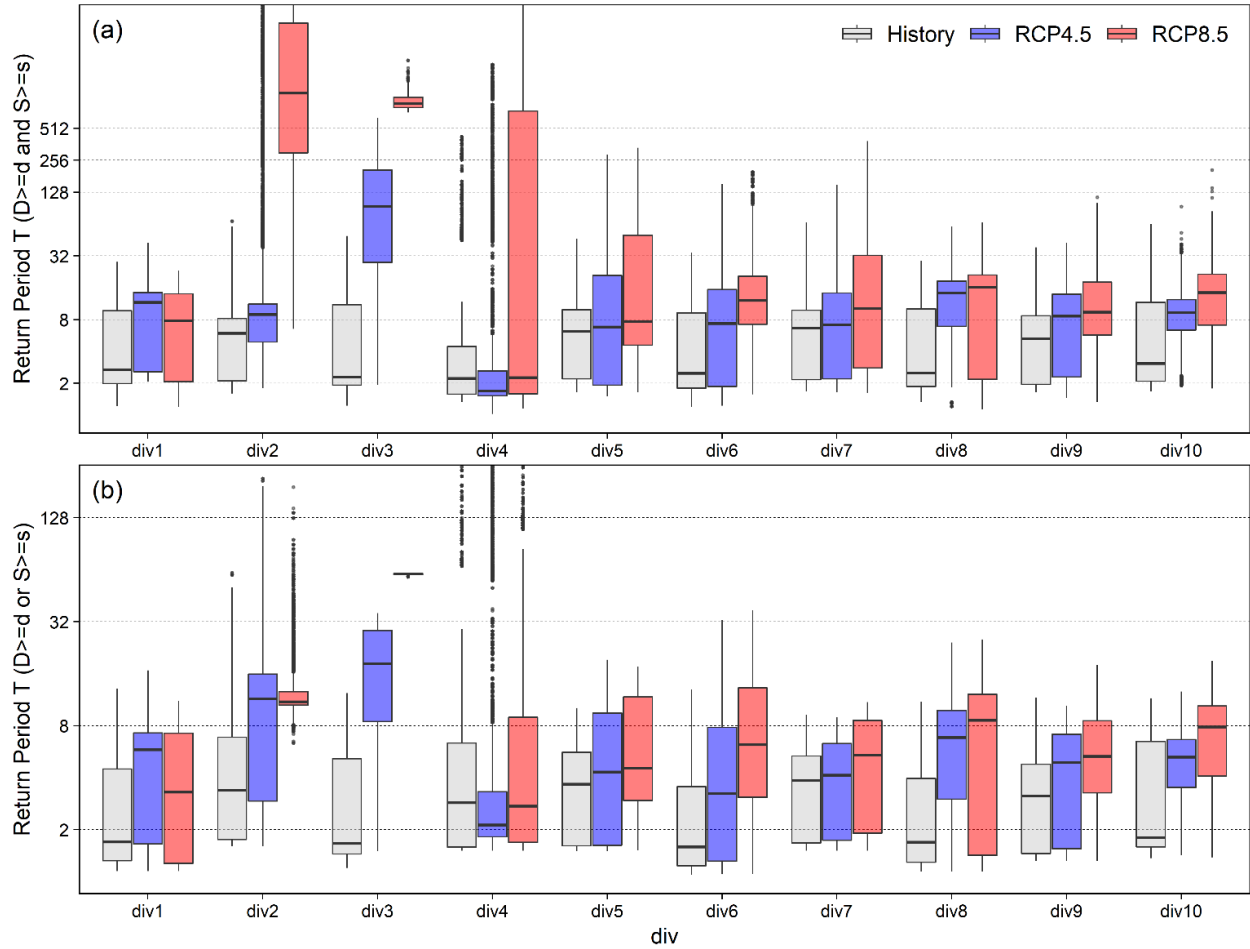 (a)
History RCP4.5 RCP8.5
Return Period T (D>=d and S>=s)
512
256
128
32
8
2
div1 div2 div3 div4 div5 div6 div7 div8 div9 div10
(b)
Return Period T (D>=d or S>=s)
128
32
8
2
div1 div2 div3 div4 div5 div6 div7 div8 div9 div10
div